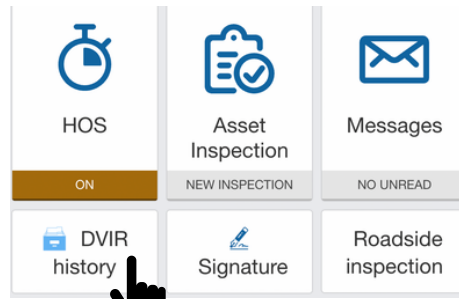 HOS
Asset
Inspection
Messages
ON
NEW INSPECTION
NO UNREAD
DVIR
history
Signature
Roadside
inspection